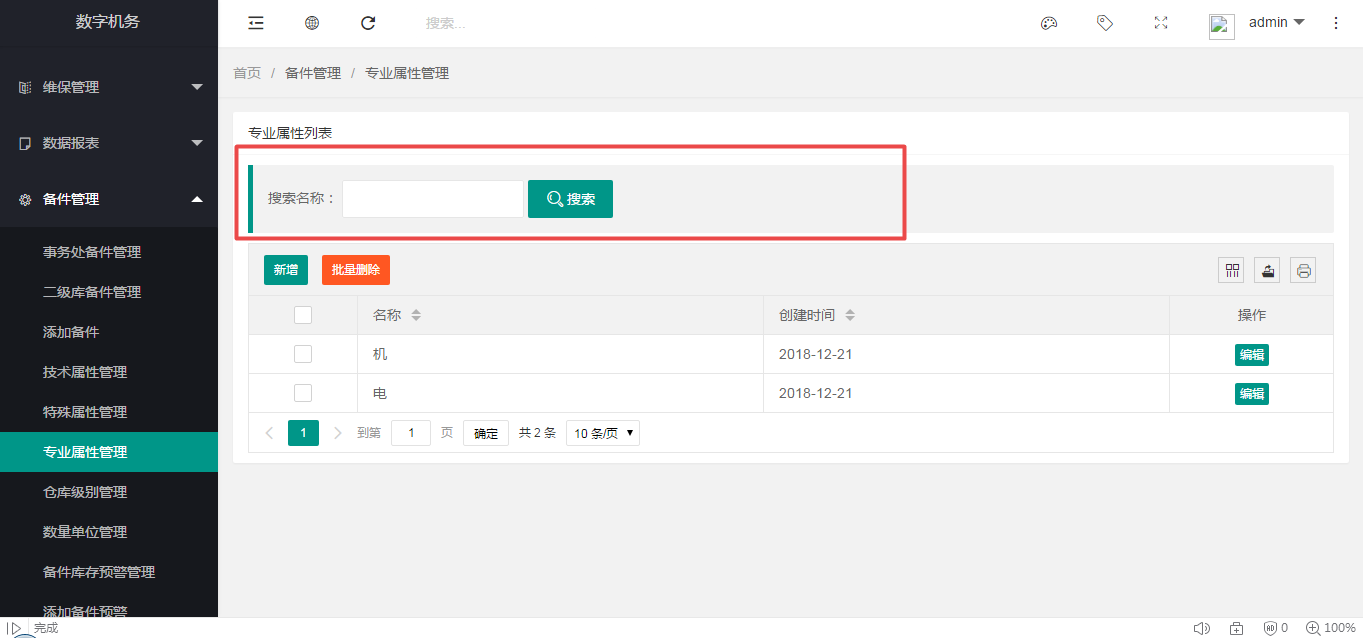 数字机务
搜索...
admin
首页 / 备件管理 / 专业属性管理
维保管理
数据报表
备件管理
事务处备件管理
二级库备件管理
添加备件
技术属性管理
特殊属性管理
专业属性管理
仓库级别管理
数量单位管理
备件库存预警管理
添加备件预警
专业属性列表
搜索名称： 搜索
新增 批量删除
名称 创建时间 操作
机 2018-12-21 编辑
电 2018-12-21 编辑
1 到第 1 页 确定 共 2 条 10 条/页
完成
AD 0 100%